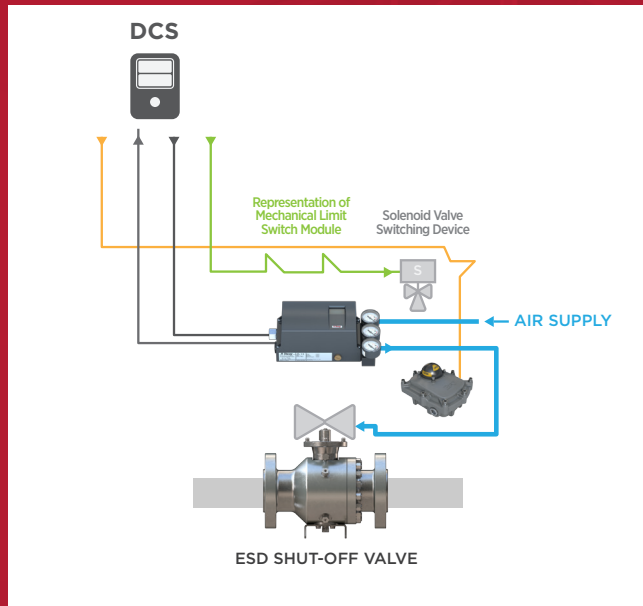 DCS
Representation of
Mechanical Limit
Switch Module
Solenoid Valve
Switching Device
S
AIR SUPPLY
ESD SHUT-OFF VALVE